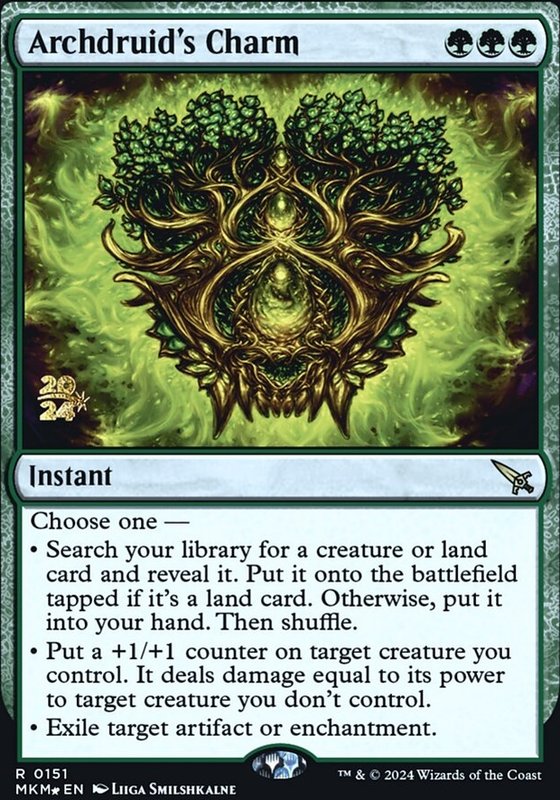 Archdruid's Charm
20
24
Instant
Choose one —
• Search your library for a creature or land
card and reveal it. Put it onto the battlefield
tapped if it's a land card. Otherwise, put it
into your hand. Then shuffle.
• Put a +1/+1 counter on target creature you
control. It deals damage equal to its power
to target creature you don't control.
• Exile target artifact or enchantment.
R 0151
MKM★EN LIIGA SMILSHKALNE
™ & © 2024 Wizards of the Coast